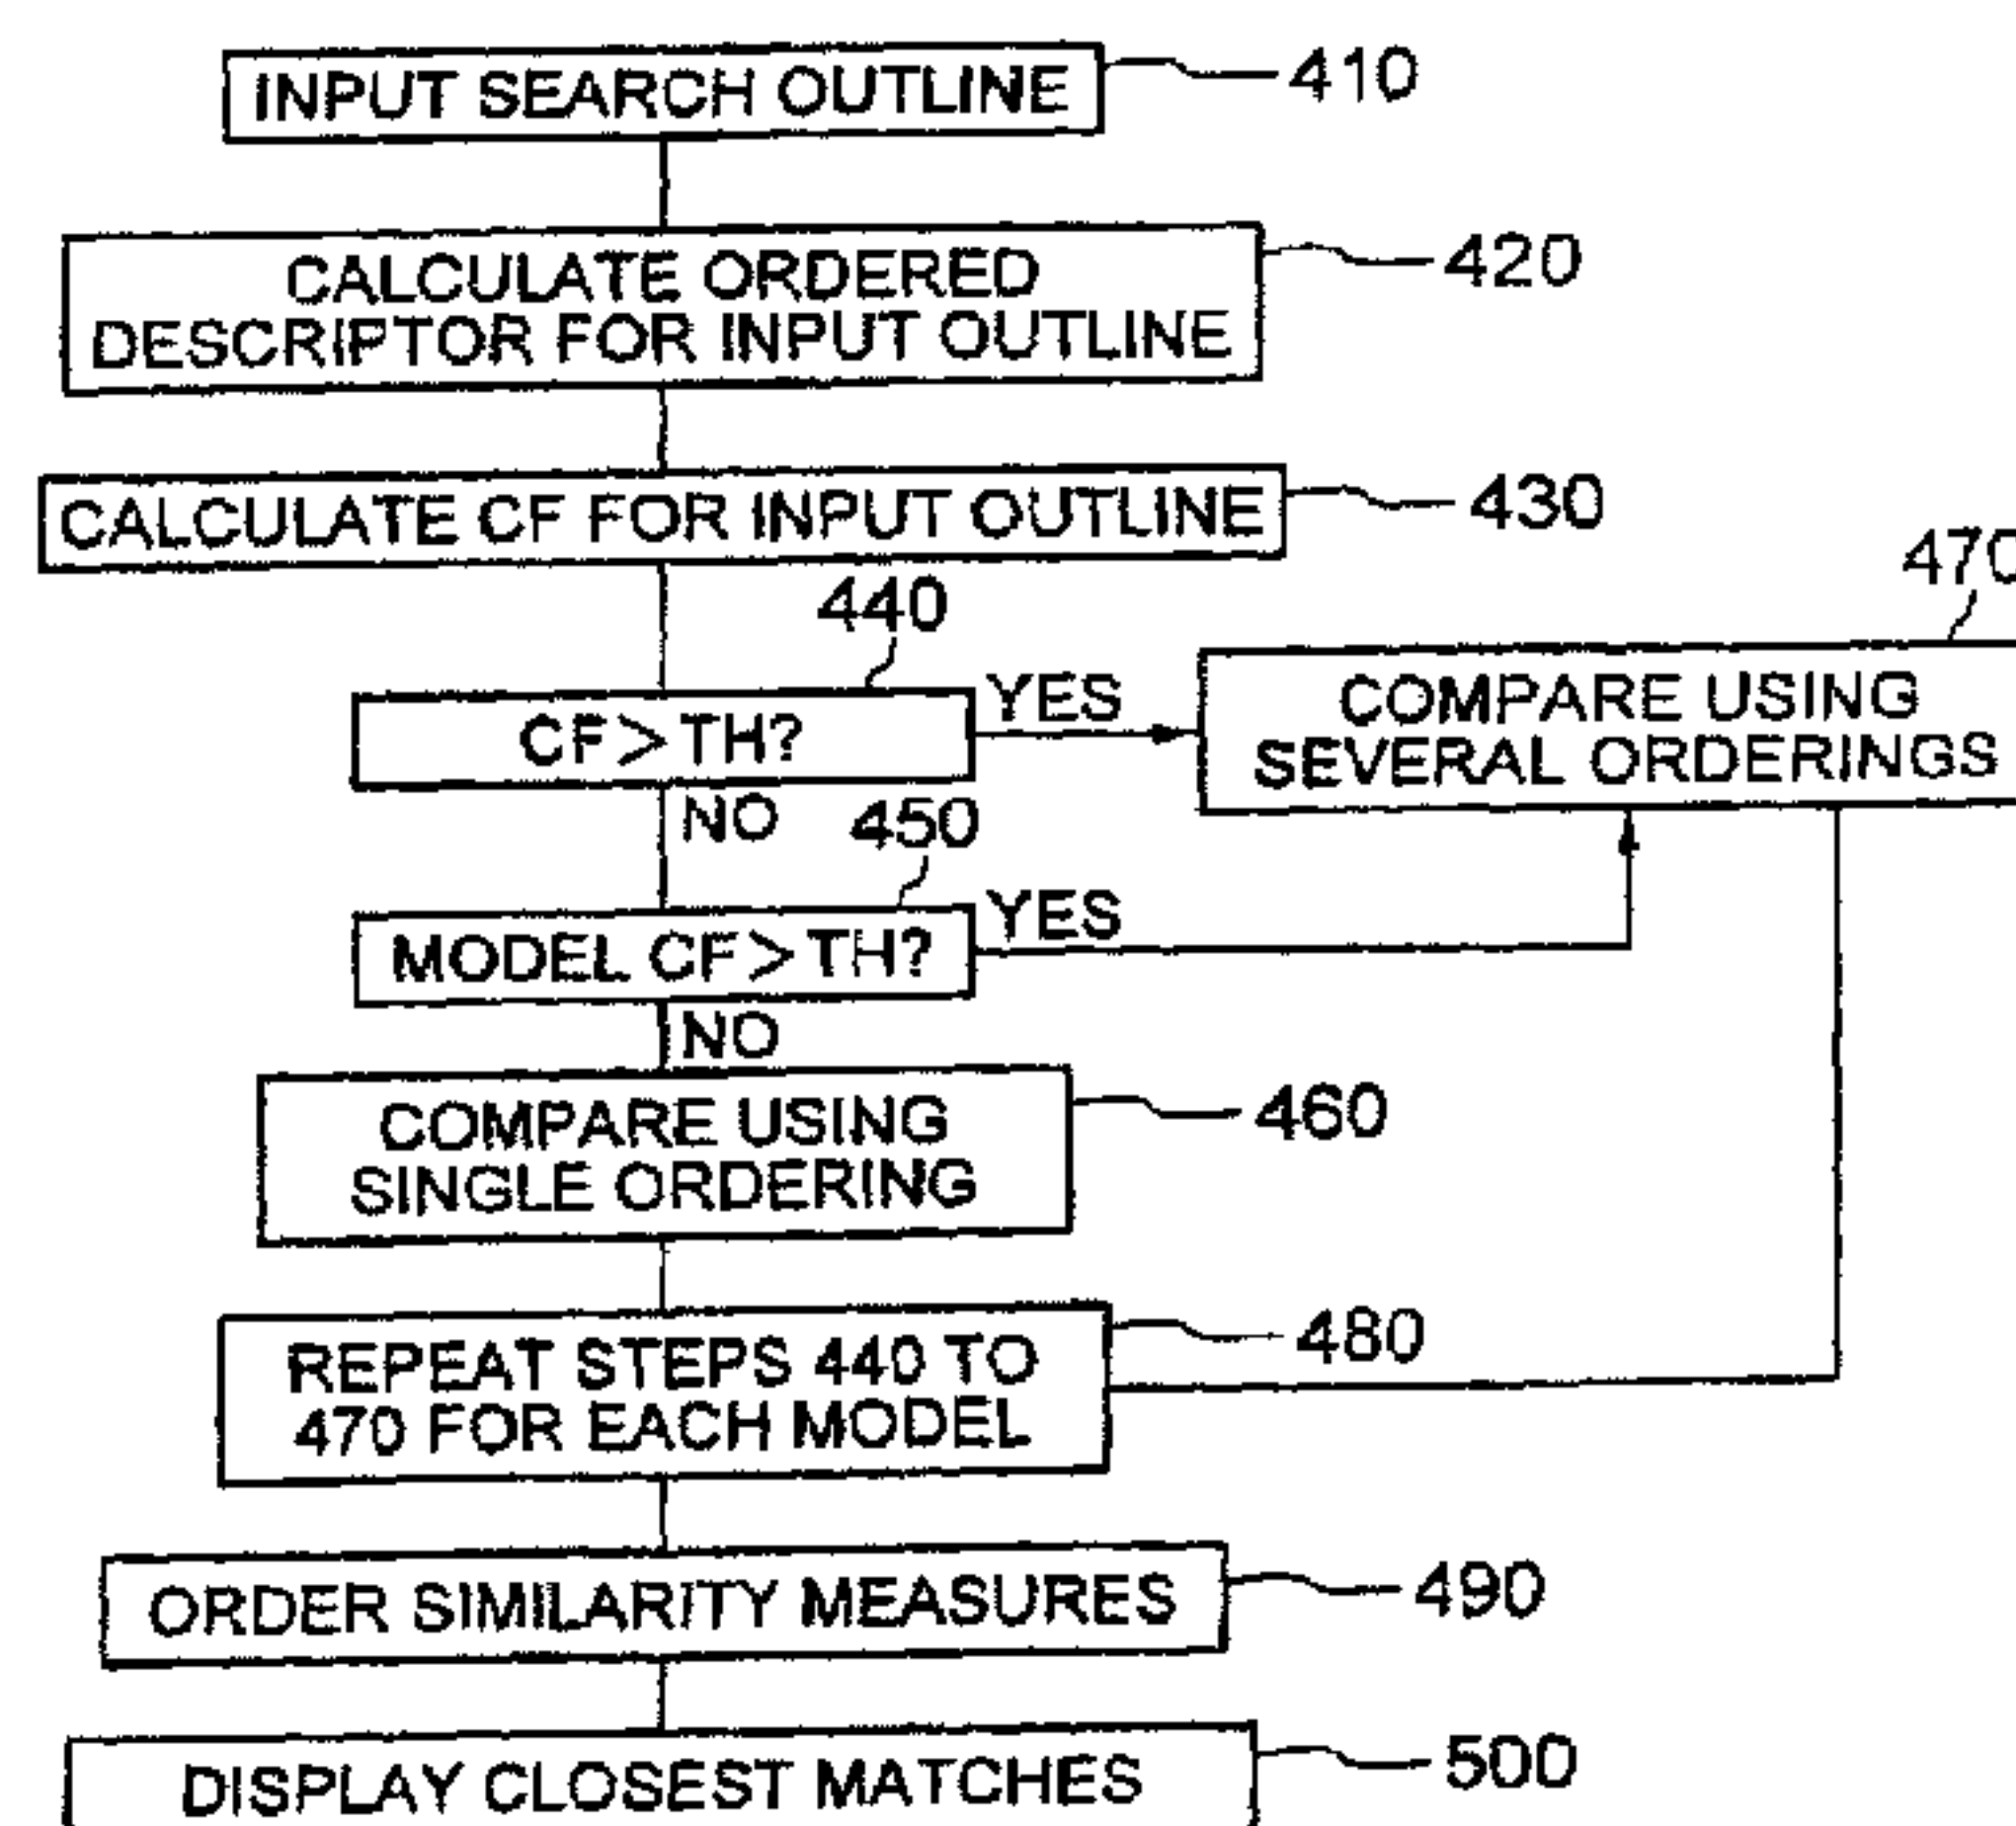 INPUT SEARCH OUTLINE
410
CALCULATE ORDERED
DESCRIPTOR FOR INPUT OUTLINE
420
CALCULATE CF FOR INPUT OUTLINE
430
440
470
CF>TH?
YES
COMPARE USING
SEVERAL ORDERINGS
NO
450
MODEL CF>TH?
YES
NO
COMPARE USING
SINGLE ORDERING
460
REPEAT STEPS 440 TO
470 FOR EACH MODEL
480
ORDER SIMILARITY MEASURES
490
DISPLAY CLOSEST MATCHES
500